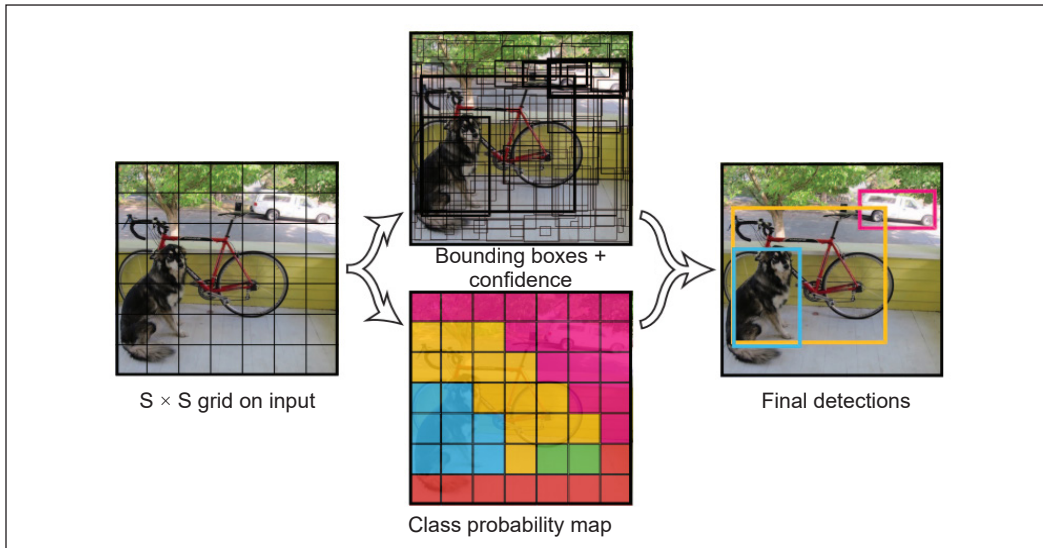 S × S grid on input
Bounding boxes +
confidence
Class probability map
Final detections